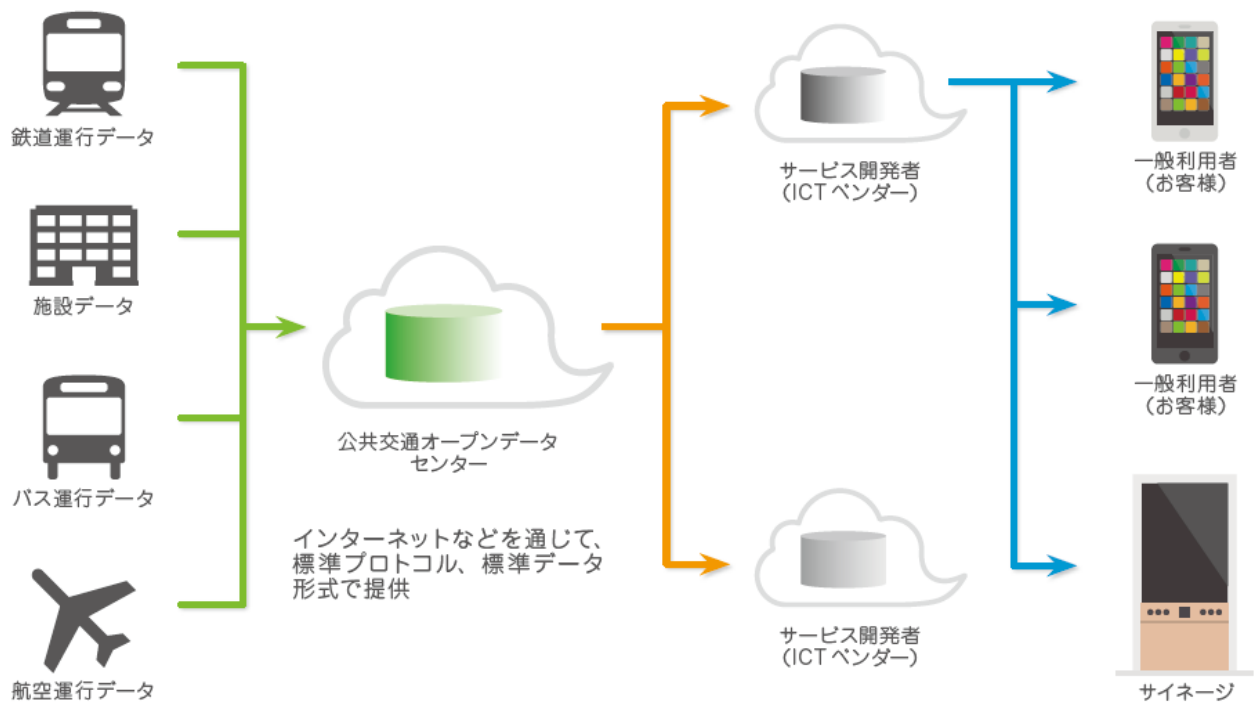 鉄道運行データ
施設データ
バス運行データ
航空運行データ
公共交通オープンデータ
センター
インターネットなどを通じて、
標準プロトコル、標準データ
形式で提供
サービス開発者
（ICTベンダー）
サービス開発者
（ICTベンダー）
一般利用者
（お客様）
一般利用者
（お客様）
サイネージ